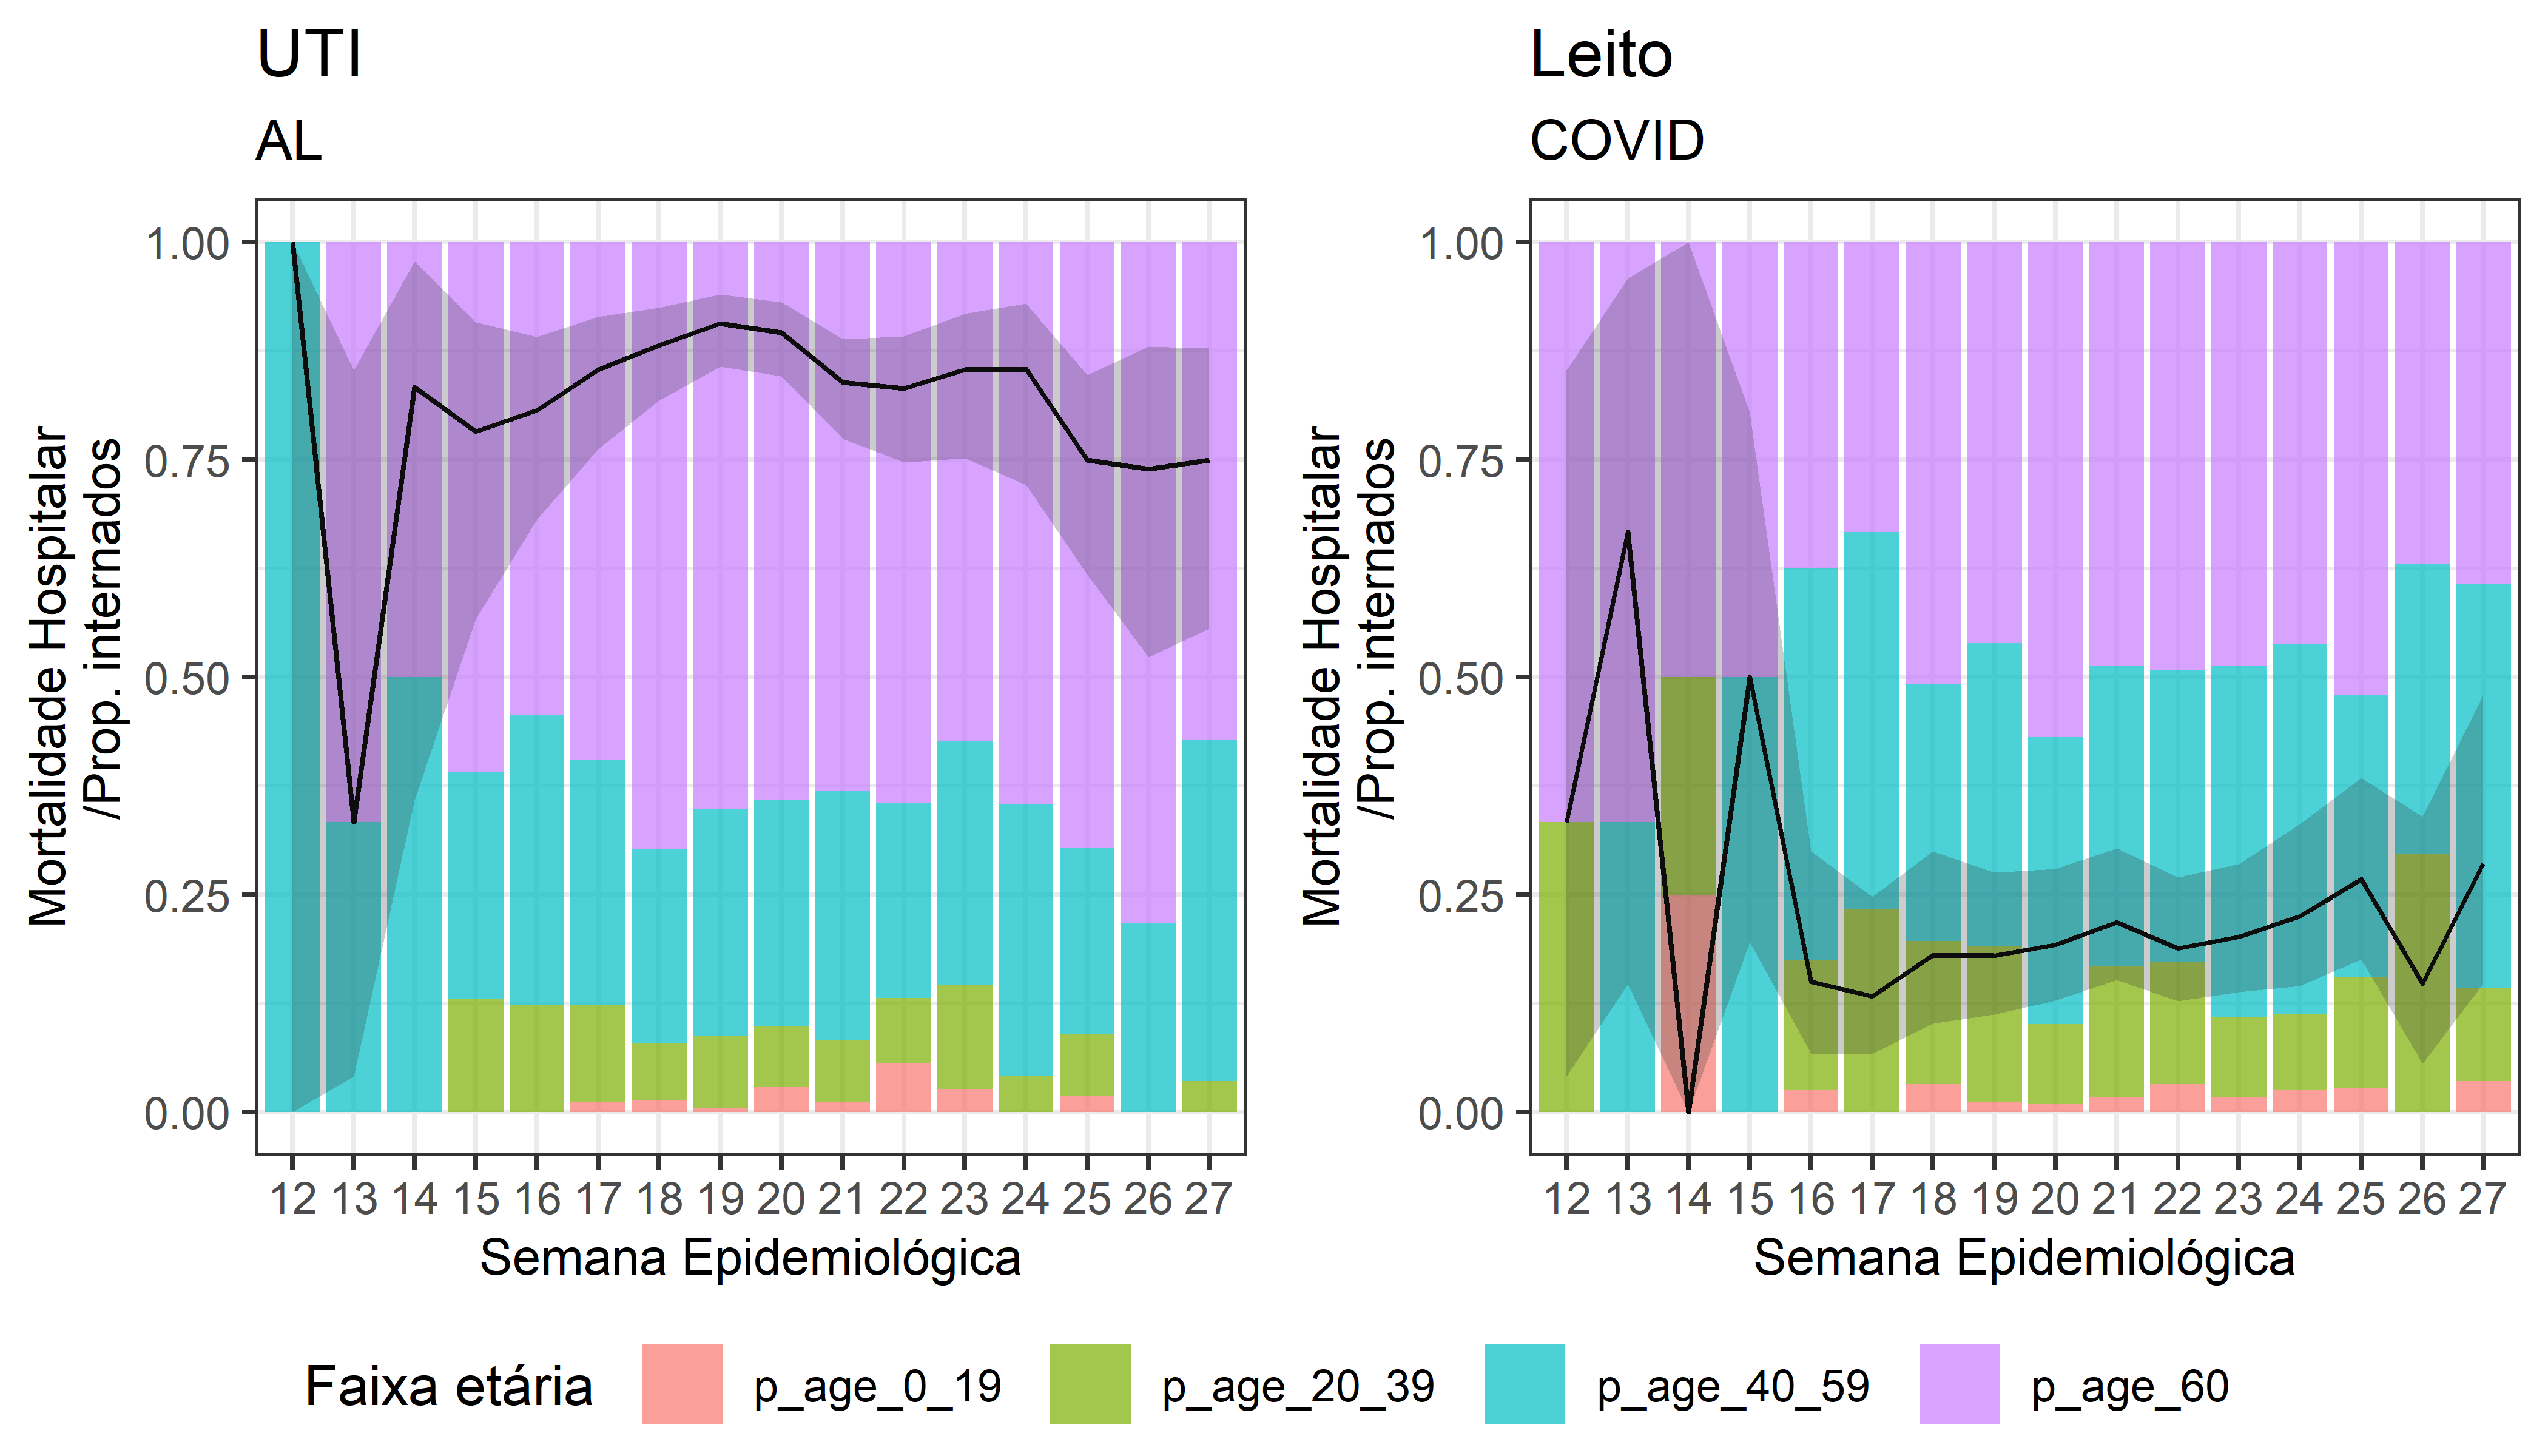 UTI
AL
Mortalidade Hospitalar
/Prop. internados
1.00
0.75
0.50
0.25
0.00
12 13 14 15 16 17 18 19 20 21 22 23 24 25 26 27
Semana Epidemiológica
Leito
COVID
Mortalidade Hospitalar
/Prop. internados
1.00
0.75
0.50
0.25
0.00
12 13 14 15 16 17 18 19 20 21 22 23 24 25 26 27
Semana Epidemiológica
Faixa etária p_age_0_19 p_age_20_39 p_age_40_59 p_age_60